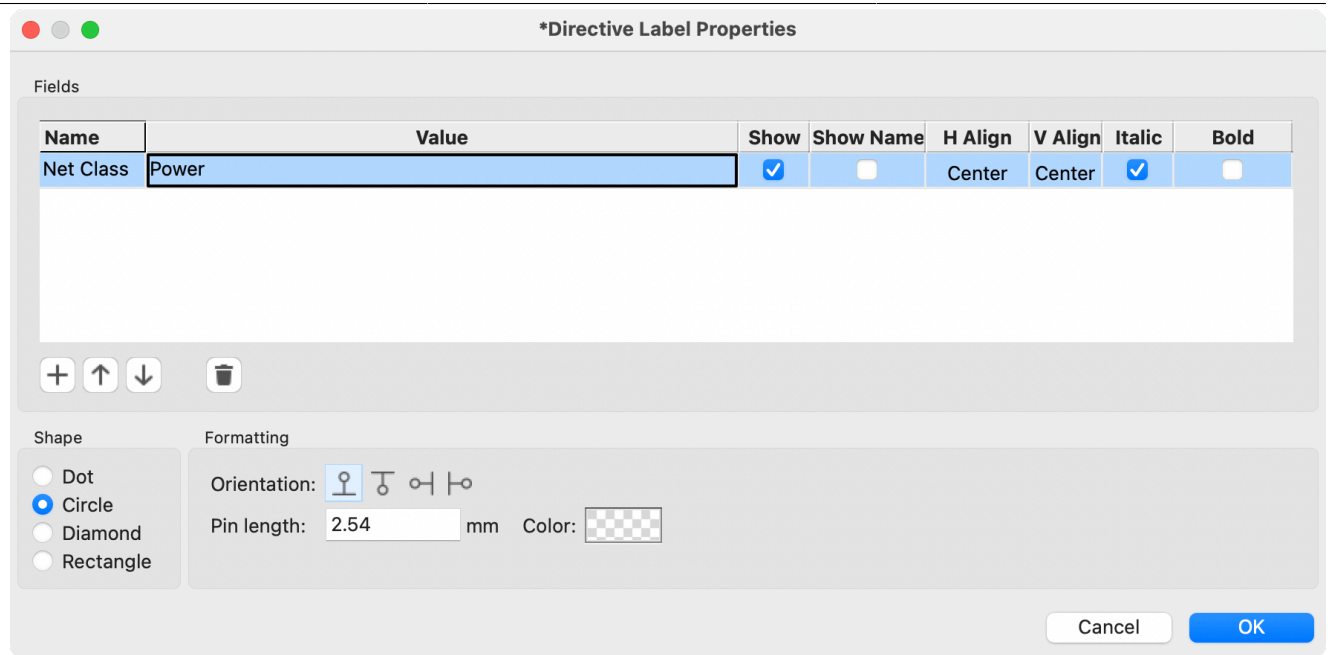 *Directive Label Properties
Fields
Name Value Show Show Name H Align V Align Italic Bold
Net Class Power Center Center
Shape
Dot
Circle
Diamond
Rectangle
Formatting
Orientation:
Pin length: 2.54 mm Color:
Cancel OK